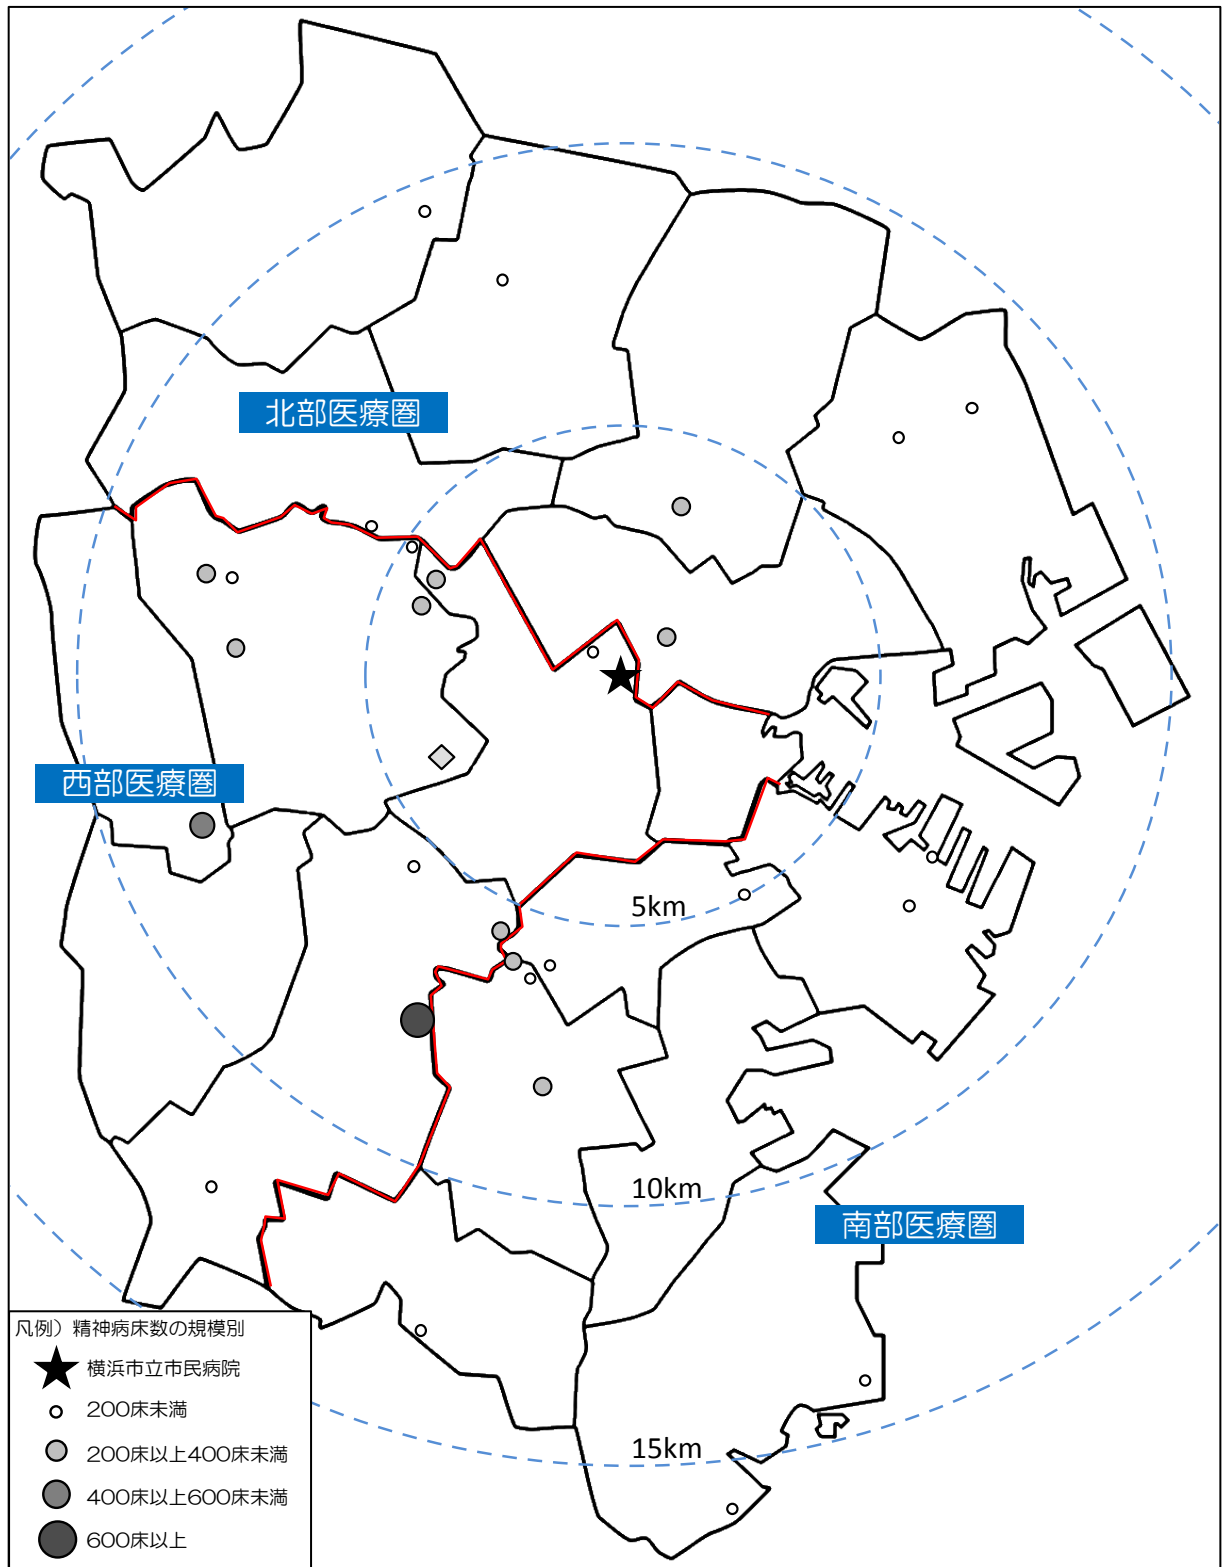 北部医療圏
西部医療圏
5km
10km
南部医療圏
15km
凡例）精神病床数の規模別
横浜市立市民病院
200床未満
200床以上400床未満
400床以上600床未満
600床以上